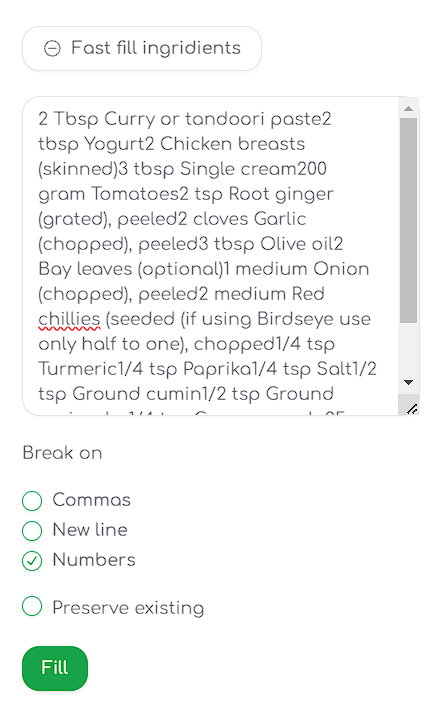 Fast fill ingridients
2 Tbsp Curry or tandoori paste2
tbsp Yogurt2 Chicken breasts
(skinned)3 tbsp Single cream200
gram Tomatoes2 tsp Root ginger
(grated), peeled2 cloves Garlic
(chopped), peeled3 tbsp Olive oil2
Bay leaves (optional)1 medium Onion
(chopped), peeled2 medium Red
chillies (seeded (if using Birdseye use
only half to one), chopped1/4 tsp
Turmeric1/4 tsp Paprika1/4 tsp Salt1/2
tsp Ground cumin1/2 tsp Ground
Break on
Commas
New line
Numbers
Preserve existing
Fill